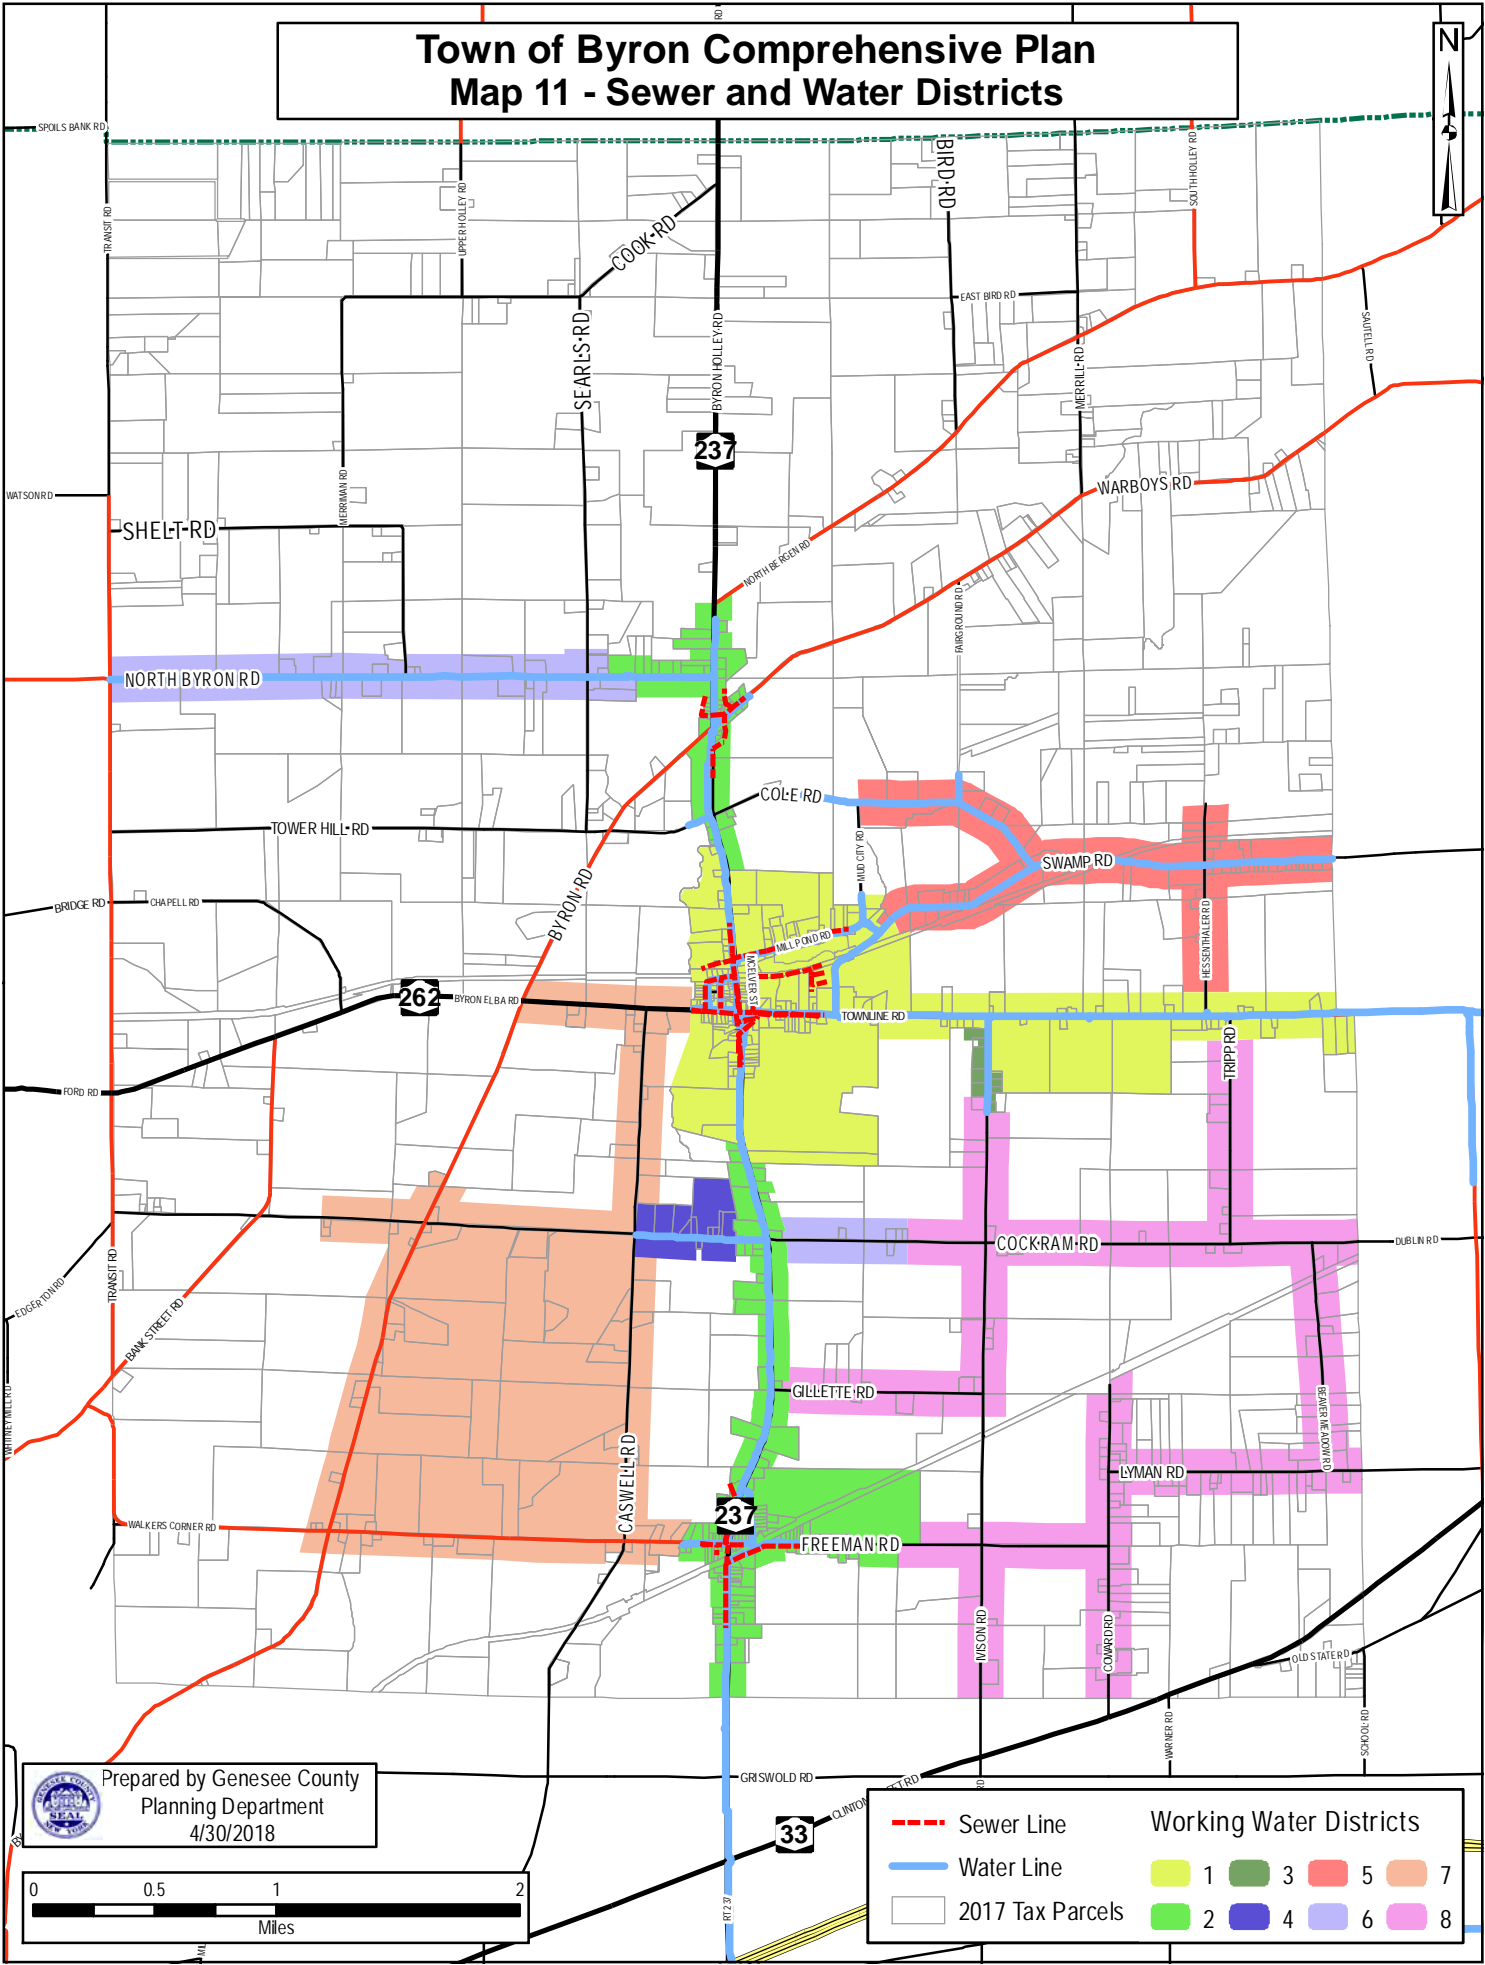 Town of Byron Comprehensive Plan
Map 11 - Sewer and Water Districts
N
RD
SPOILS BANK RD
TRANSIT RD
UPPER HOLLEY RD
COOK RD
BIRD RD
SOUTH HOLLEY RD
EAST BIRD RD
SEARLS RD
BYRON HOLLEY RD
MERRILL RD
SAUTELL RD
237
WATSON RD
MERRIMAN RD
SHELT RD
WARBOYS RD
NORTH BERGEN RD
FAIRGROUND RD
NORTH BYRON RD
COLE RD
TOWER HILL RD
MUD CITY RD
SWAMP RD
BRIDGE RD
CHAPELL RD
BYRON RD
HESSENTHALER RD
MILL POND RD
MCELVER ST
262
BYRON ELBA RD
TOWNLINE RD
TRIPP RD
FORD RD
COCKRAM RD
DUBLIN RD
TRANSIT RD
EDGERTON RD
BANK STREET RD
GILLETTE RD
WHITNEY MILL RD
BEAVER MEADOW RD
CASWELL RD
LYMAN RD
237
WALKERS CORNER RD
FREEMAN RD
IVISON RD
COWARD RD
OLD STATE RD
WARNER RD
SCHOOL RD
GRISWOLD RD
RD
33
RT 237
GENESEE COUNTY
SEAL
NEW YORK
Prepared by Genesee County
Planning Department
4/30/2018
0 0.5 1 2
Miles
Sewer Line
Water Line
2017 Tax Parcels
Working Water Districts
1 3 5 7
2 4 6 8